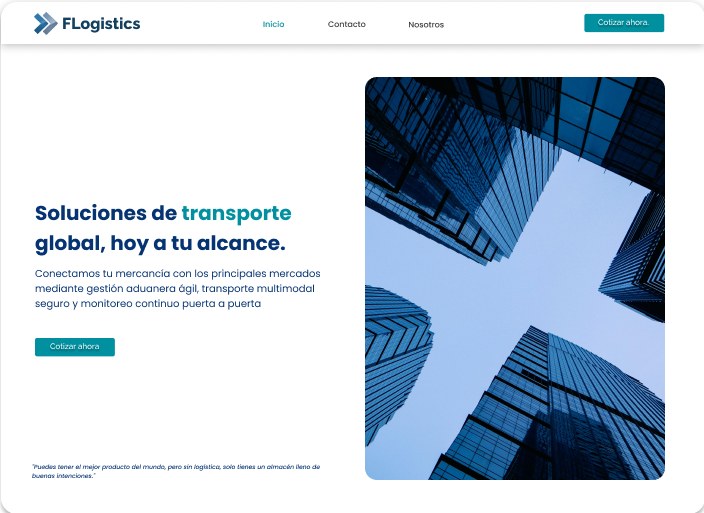 FLogistics
Inicio
Contacto
Nosotros
Cotizar ahora.
Soluciones de transporte
global, hoy a tu alcance.
Conectamos tu mercancía con los principales mercados
mediante gestión aduanera ágil, transporte multimodal
seguro y monitoreo continuo puerta a puerta
Cotizar ahora
"Puedes tener el mejor producto del mundo, pero sin logística, solo tienes un almacén lleno de
buenas intenciones."